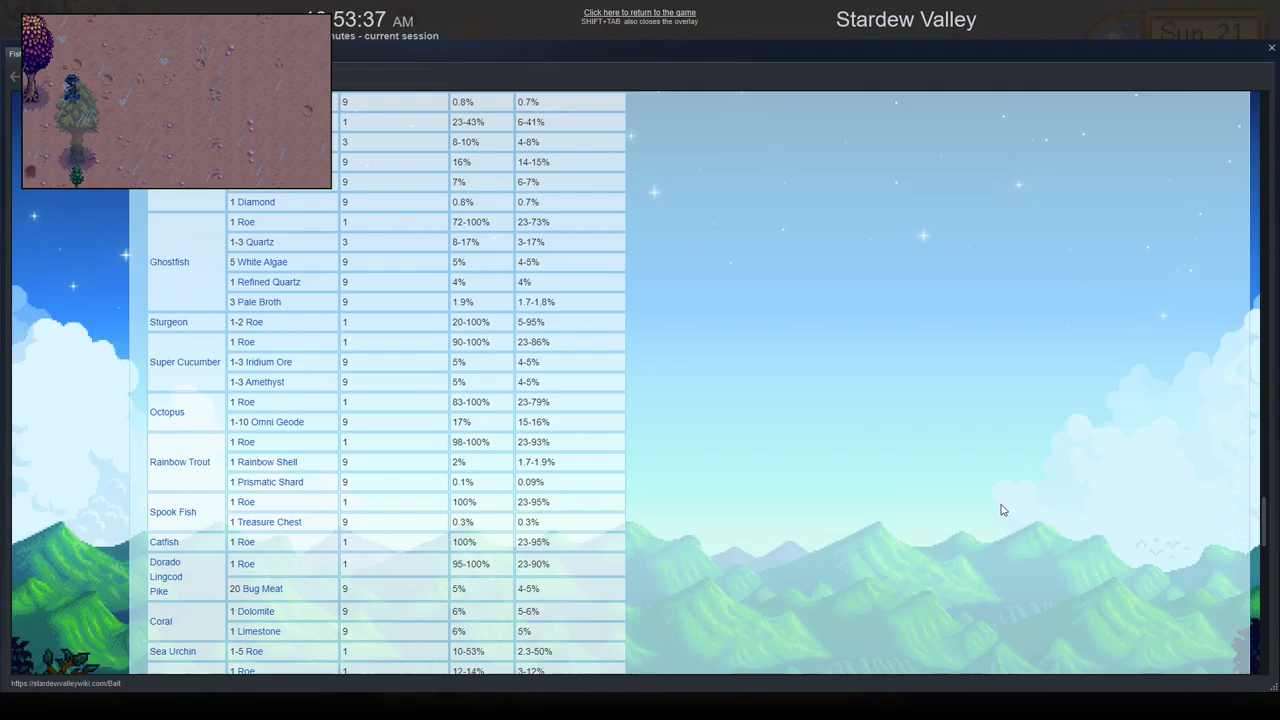 53:37 AM
nutes - current session
Click here to return to the game
SHIFT+TAB also closes the overlay
Stardew Valley
Sun. 21
Fis
9 0.8% 0.7%
1 23-43% 6-41%
3 8-10% 4-8%
9 16% 14-15%
9 7% 6-7%
1 Diamond 9 0.8% 0.7%
Ghostfish
1 Roe 1 72-100% 23-73%
1-3 Quartz 3 8-17% 3-17%
5 White Algae 9 5% 4-5%
1 Refined Quartz 9 4% 4%
3 Pale Broth 9 1.9% 1.7-1.8%
Sturgeon 1-2 Roe 1 20-100% 5-95%
Super Cucumber
1 Roe 1 90-100% 23-86%
1-3 Iridium Ore 9 5% 4-5%
1-3 Amethyst 9 5% 4-5%
Octopus
1 Roe 1 83-100% 23-79%
1-10 Omni Geode 9 17% 15-16%
Rainbow Trout
1 Roe 1 98-100% 23-93%
1 Rainbow Shell 9 2% 1.7-1.9%
1 Prismatic Shard 9 0.1% 0.09%
Spook Fish
1 Roe 1 100% 23-95%
1 Treasure Chest 9 0.3% 0.3%
Catfish 1 Roe 1 100% 23-95%
Dorado
Lingcod
Pike
1 Roe 1 95-100% 23-90%
20 Bug Meat 9 5% 4-5%
Coral
1 Dolomite 9 6% 5-6%
1 Limestone 9 6% 5%
Sea Urchin 1-5 Roe 1 10-53% 2.3-50%
1 Roe 1 12-14% 3-12%
https://stardewvalleywiki.com/Bait